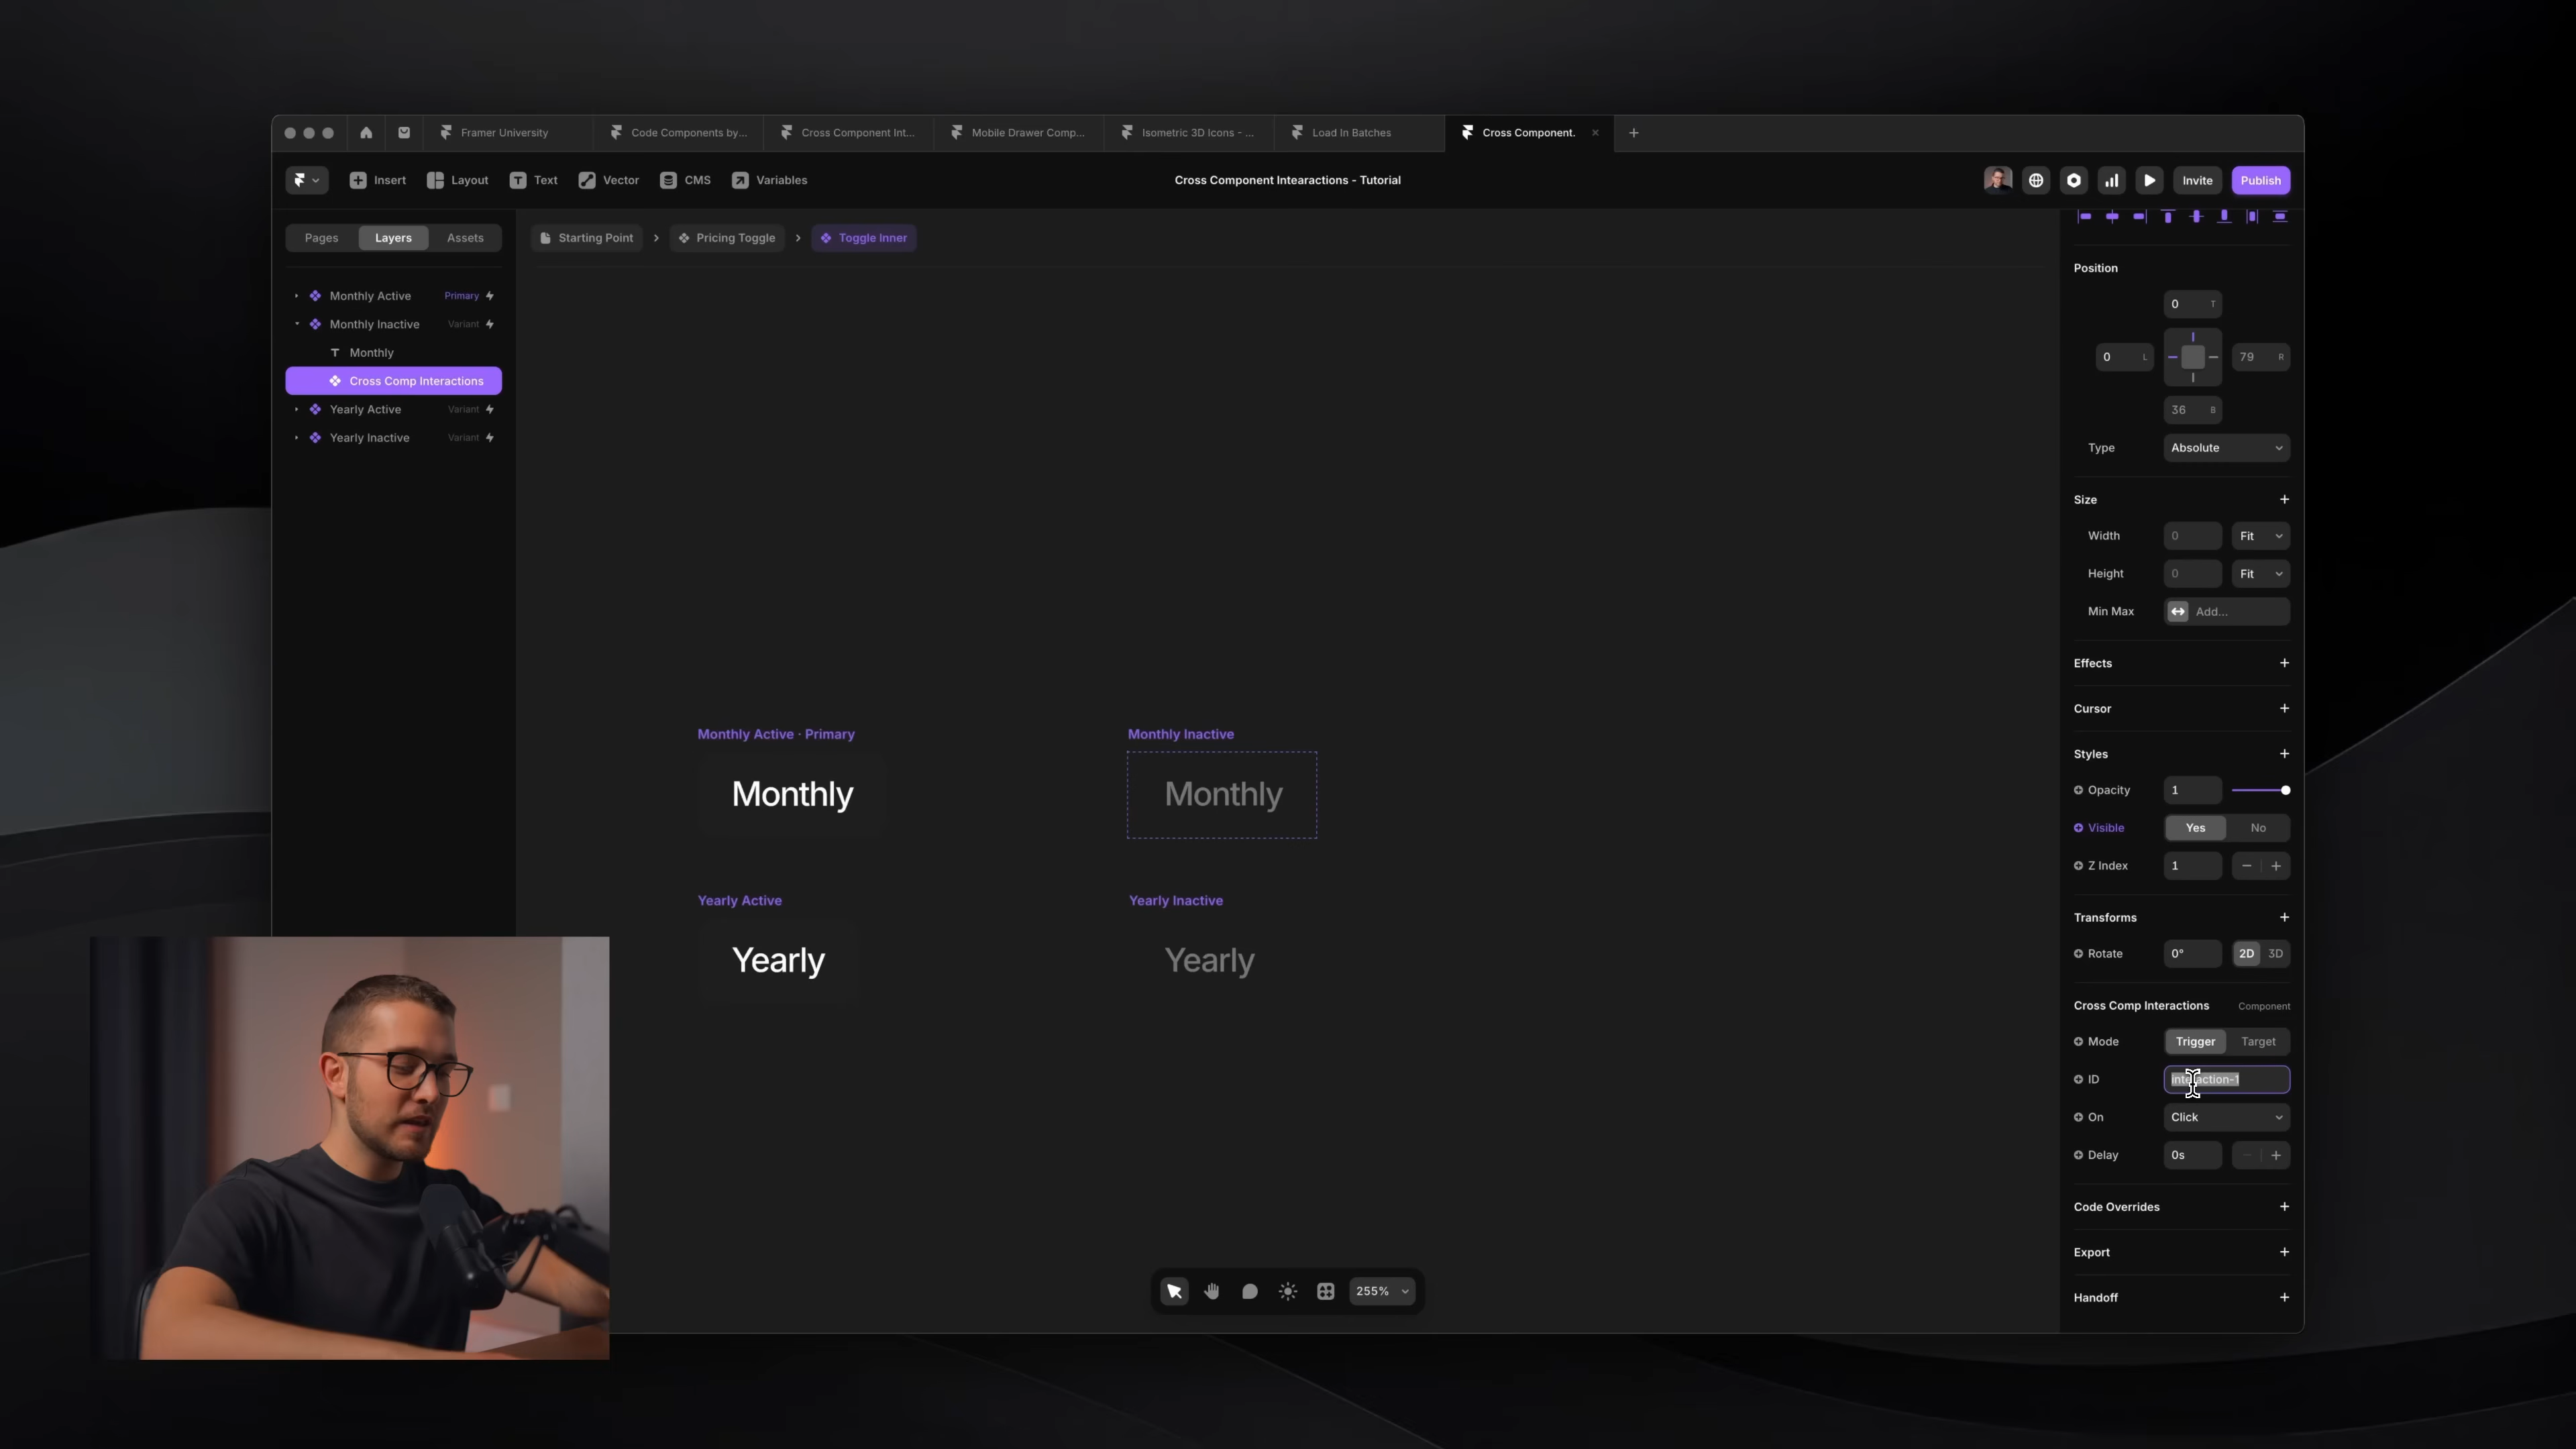 Framer University
Code Components by...
Cross Component Int...
Mobile Drawer Comp...
Isometric 3D Icons - ...
Load In Batches
Cross Component.
Insert
Layout
Text
Vector
CMS
Variables
Cross Component Intearactions - Tutorial
Invite
Publish
Pages
Layers
Assets
Starting Point
Pricing Toggle
Toggle Inner
Monthly Active
Primary
Monthly Inactive
Variant
Monthly
Cross Comp Interactions
Yearly Active
Variant
Yearly Inactive
Variant
Monthly Active · Primary
Monthly
Monthly Inactive
Monthly
Yearly Active
Yearly
Yearly Inactive
Yearly
255%
Position
0 T
0 L
79 R
36 B
Type
Absolute
Size
Width
0
Fit
Height
0
Fit
Min Max
Add...
Effects
Cursor
Styles
Opacity
1
Visible
Yes
No
Z Index
1
Transforms
Rotate
0°
2D
3D
Cross Comp Interactions
Component
Mode
Trigger
Target
ID
interaction-1
On
Click
Delay
0s
Code Overrides
Export
Handoff